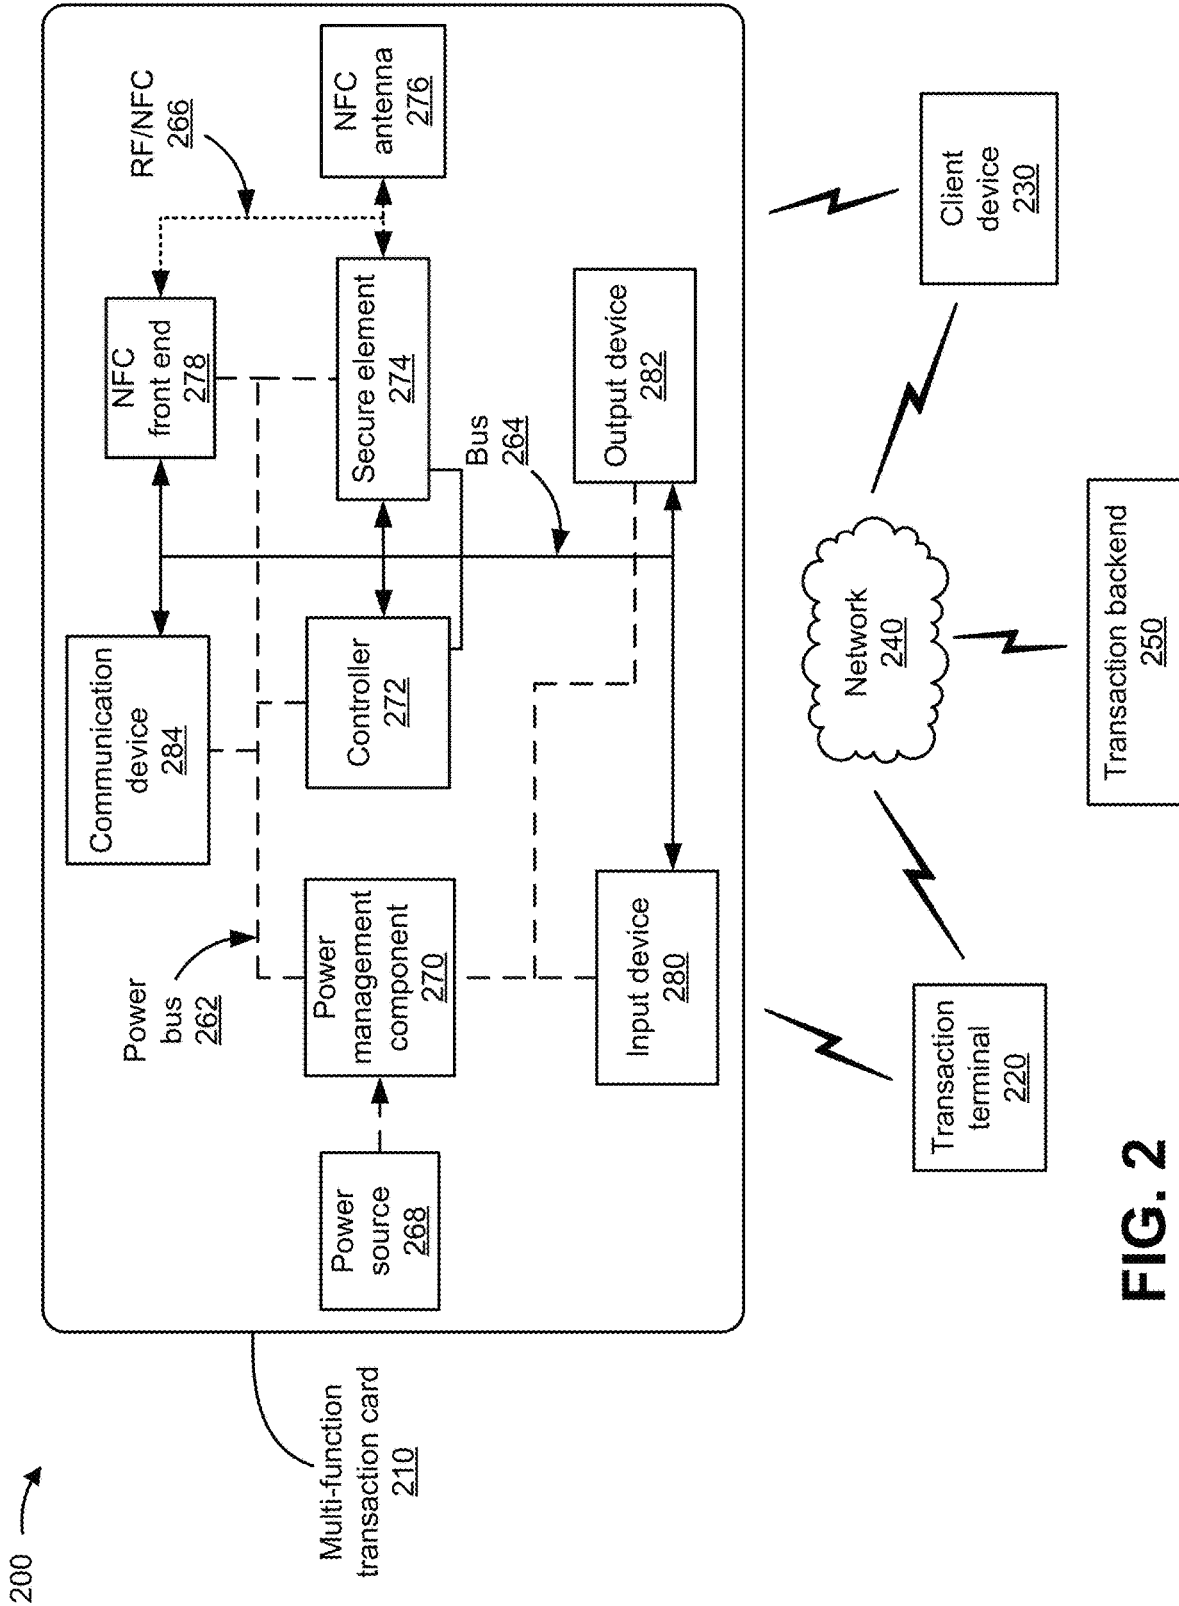 200
Multi-function
transaction card
210
Power
source
268
Power
bus
262
Power
management
component
270
Input device
280
Communication
device
284
Controller
272
NFC
front end
278
Secure element
274
Bus
264
Output device
282
RF/NFC
266
NFC
antenna
276
Transaction
terminal
220
Network
240
Transaction backend
250
Client
device
230
FIG. 2